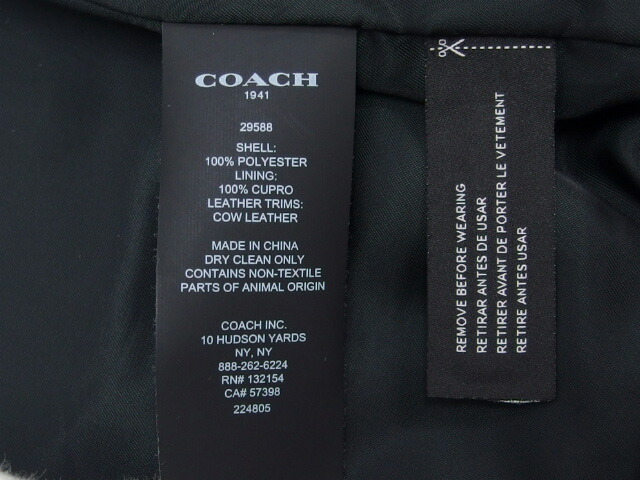 COACH
1941
29588
SHELL:
100% POLYESTER
LINING:
100% CUPRO
LEATHER TRIMS:
COW LEATHER
MADE IN CHINA
DRY CLEAN ONLY
CONTAINS NON-TEXTILE
PARTS OF ANIMAL ORIGIN
COACH INC.
10 HUDSON YARDS
NY, NY
888-262-6224
RN# 132154
CA# 57398
224805
REMOVE BEFORE WEARING
RETIRAR ANTES DE USAR
RETIRER AVANT DE PORTER LE VETEMENT
RETIRE ANTES USAR